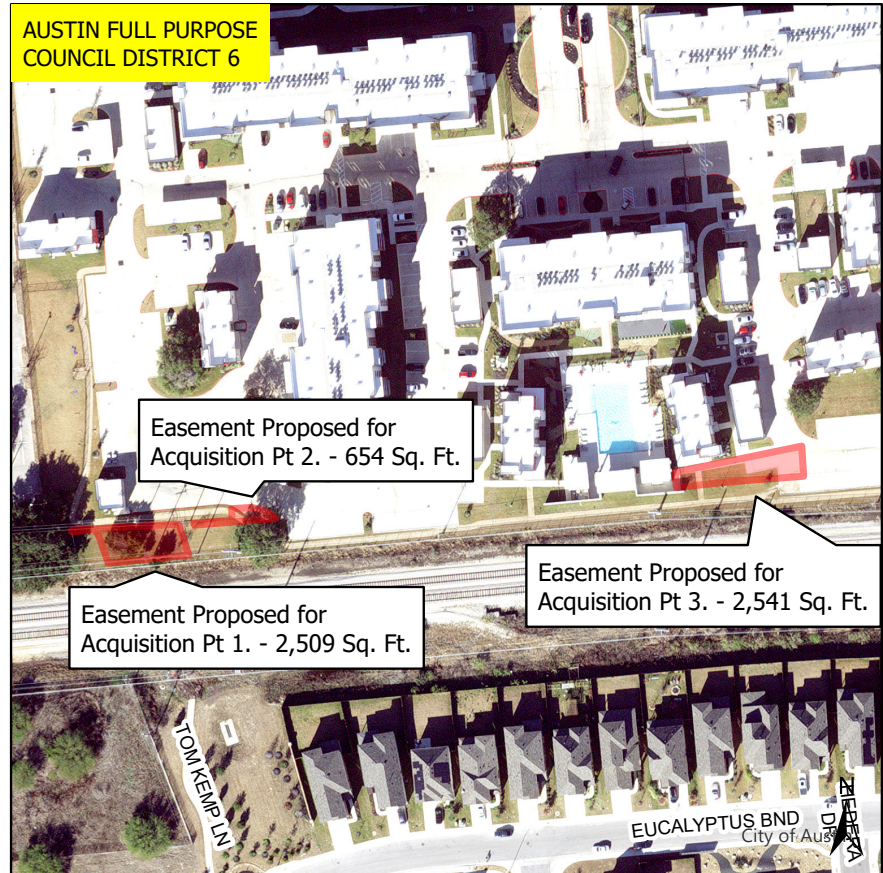 AUSTIN FULL PURPOSE
COUNCIL DISTRICT 6
Easement Proposed for
Acquisition Pt 2. - 654 Sq. Ft.
Easement Proposed for
Acquisition Pt 3. - 2,541 Sq. Ft.
Easement Proposed for
Acquisition Pt 1. - 2,509 Sq. Ft.
TOM KEMP LN
EUCALYPTUS BND
DR
City of Austin